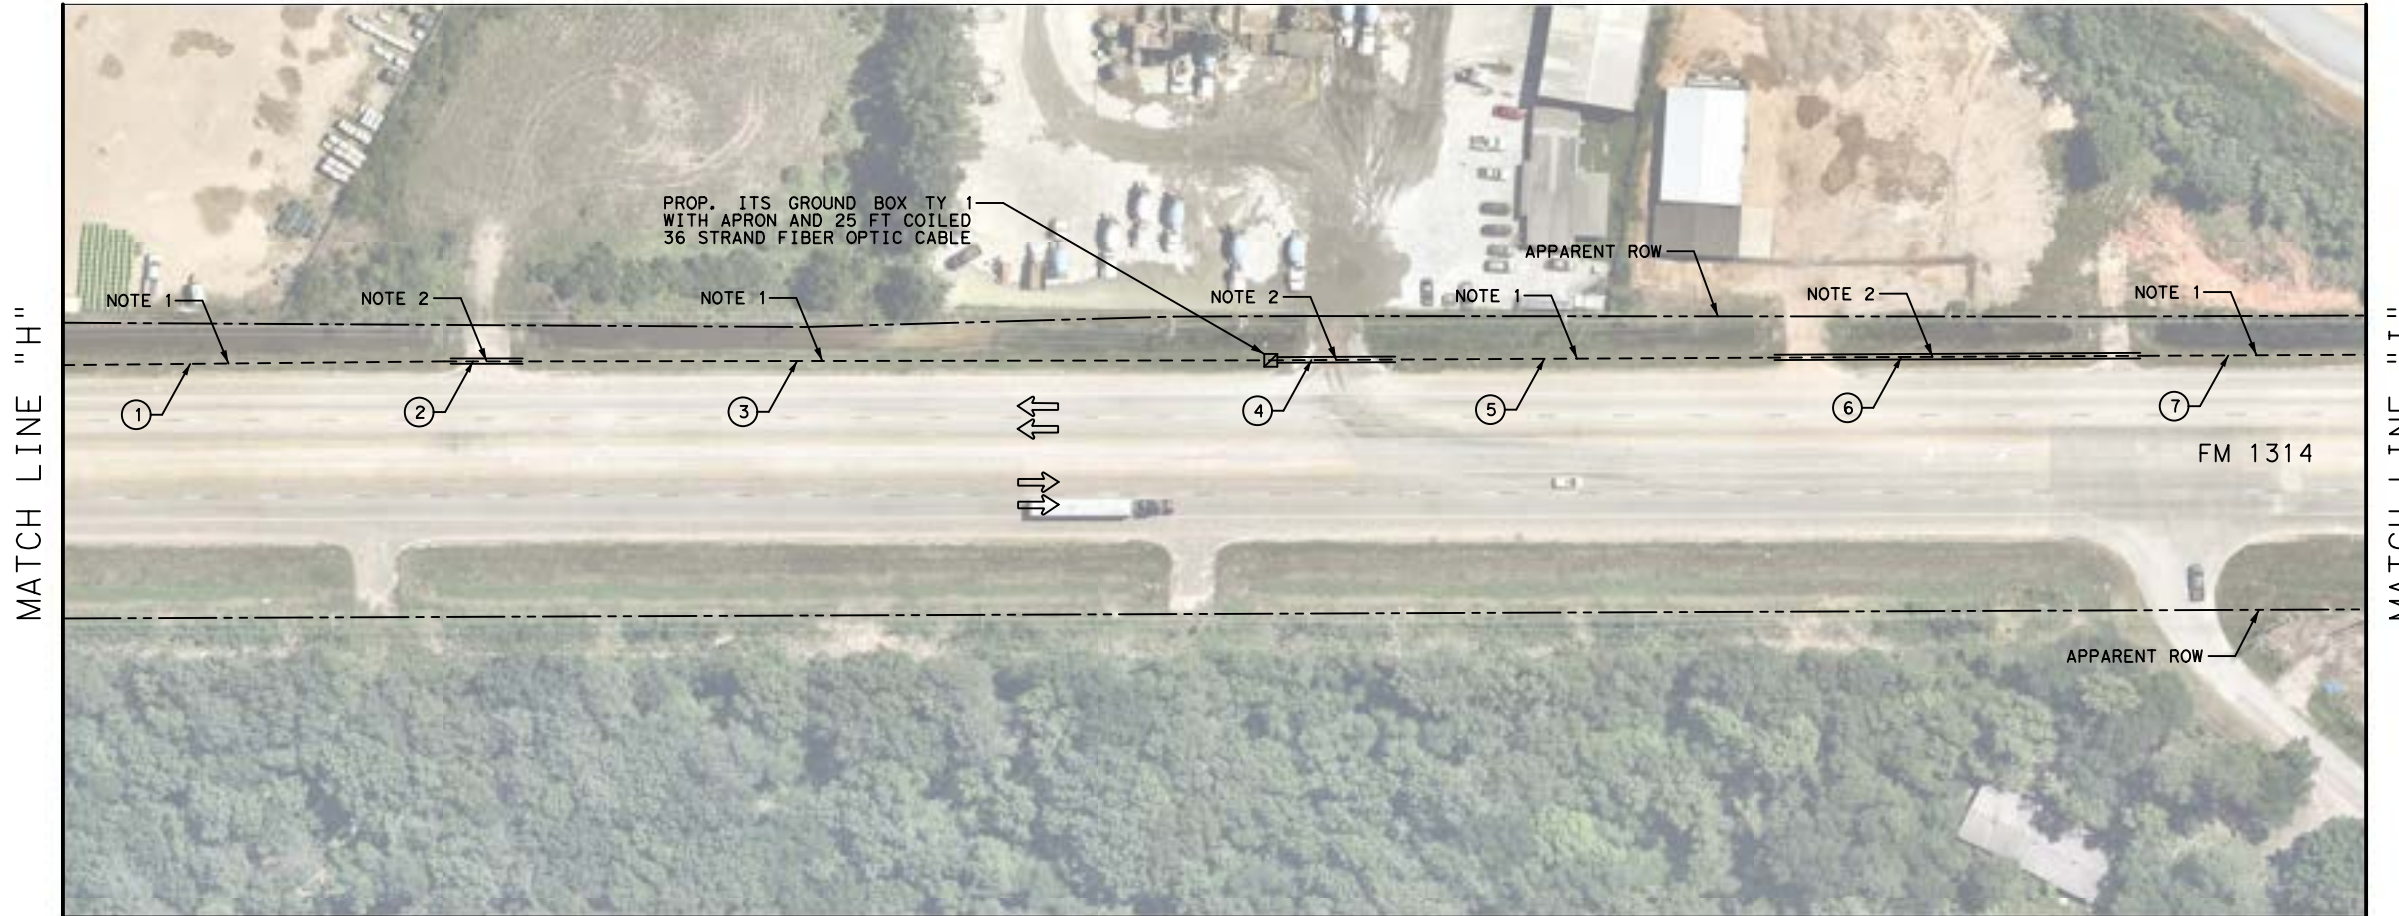 PROP. ITS GROUND BOX TY 1
WITH APRON AND 25 FT COILED
36 STRAND FIBER OPTIC CABLE
APPARENT ROW
NOTE 1
NOTE 2
NOTE 1
NOTE 2
NOTE 1
NOTE 2
NOTE 1
1
2
3
4
5
6
7
FM 1314
APPARENT ROW
MATCH LINE "H"
MATCH LINE "I"